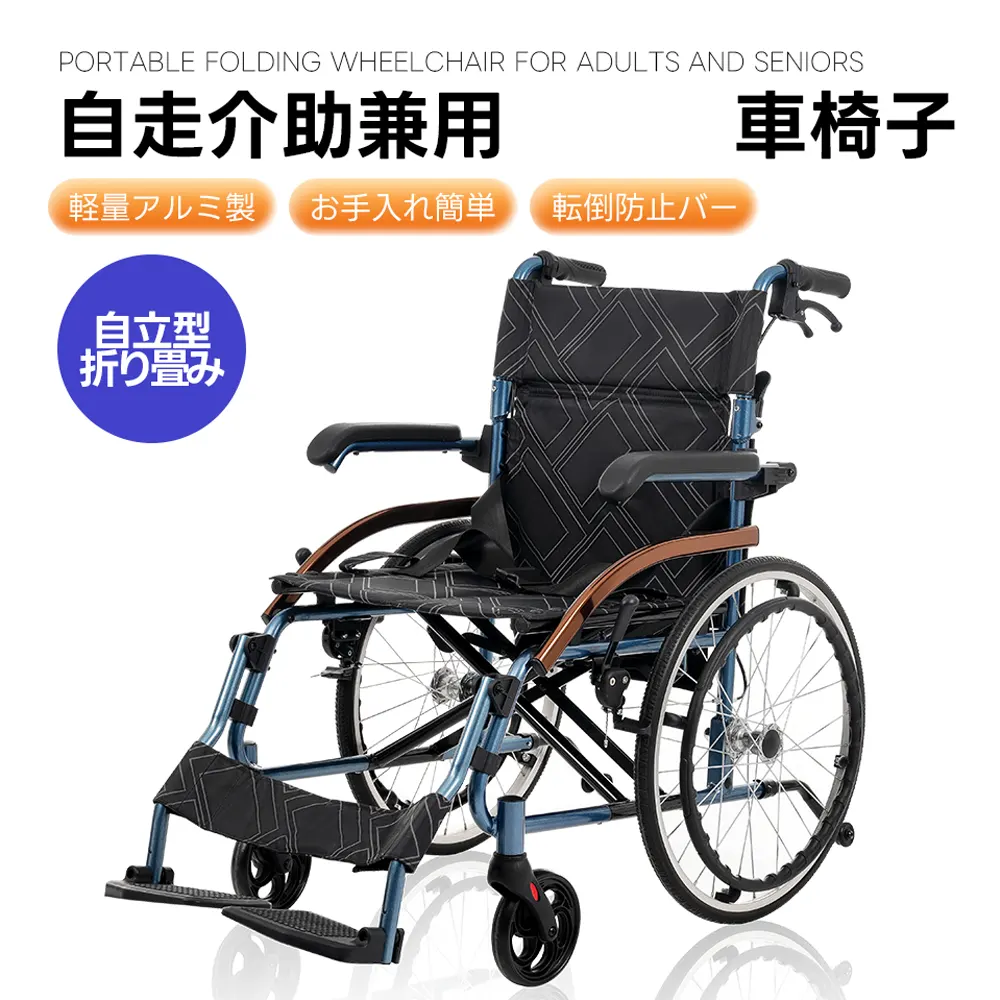 PORTABLE FOLDING WHEELCHAIR FOR ADULTS AND SENIORS
自走介助兼用 車椅子
軽量アルミ製 お手入れ簡単 転倒防止バー
自立型
折り畳み